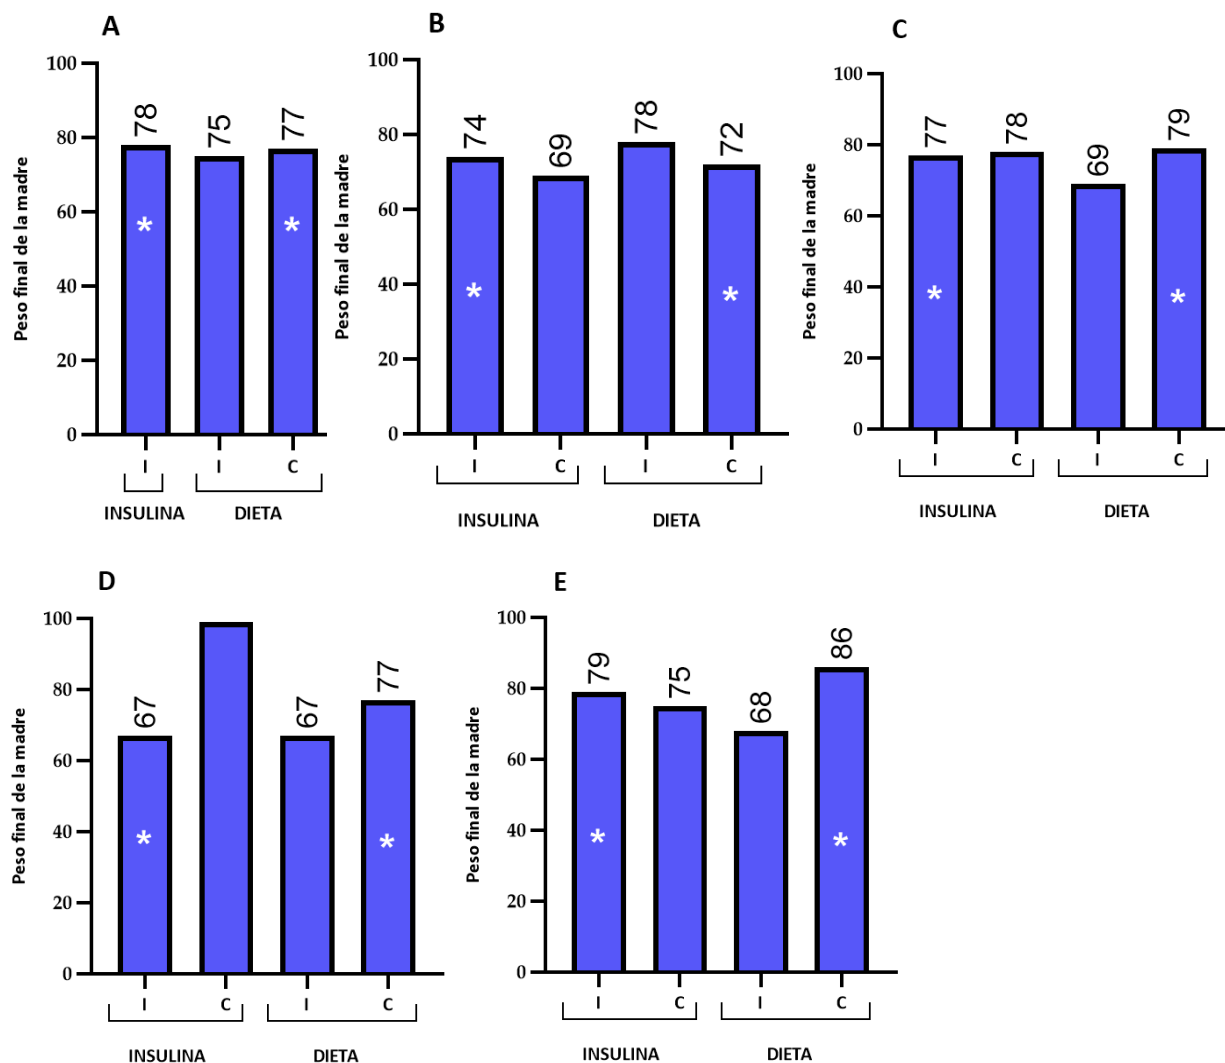 A
Peso final de la madre
100
80
60
40
20
0
78
75
77
*
*
I
I
C
INSULINA
DIETA
B
Peso final de la madre
100
80
60
40
20
0
74
69
78
72
*
*
I
C
I
C
INSULINA
DIETA
C
Peso final de la madre
100
80
60
40
20
0
77
78
69
79
*
*
I
C
I
C
INSULINA
DIETA
D
Peso final de la madre
100
80
60
40
20
0
67
67
77
*
*
I
C
I
C
INSULINA
DIETA
E
Peso final de la madre
100
80
60
40
20
0
79
75
68
86
*
*
I
C
I
C
INSULINA
DIETA